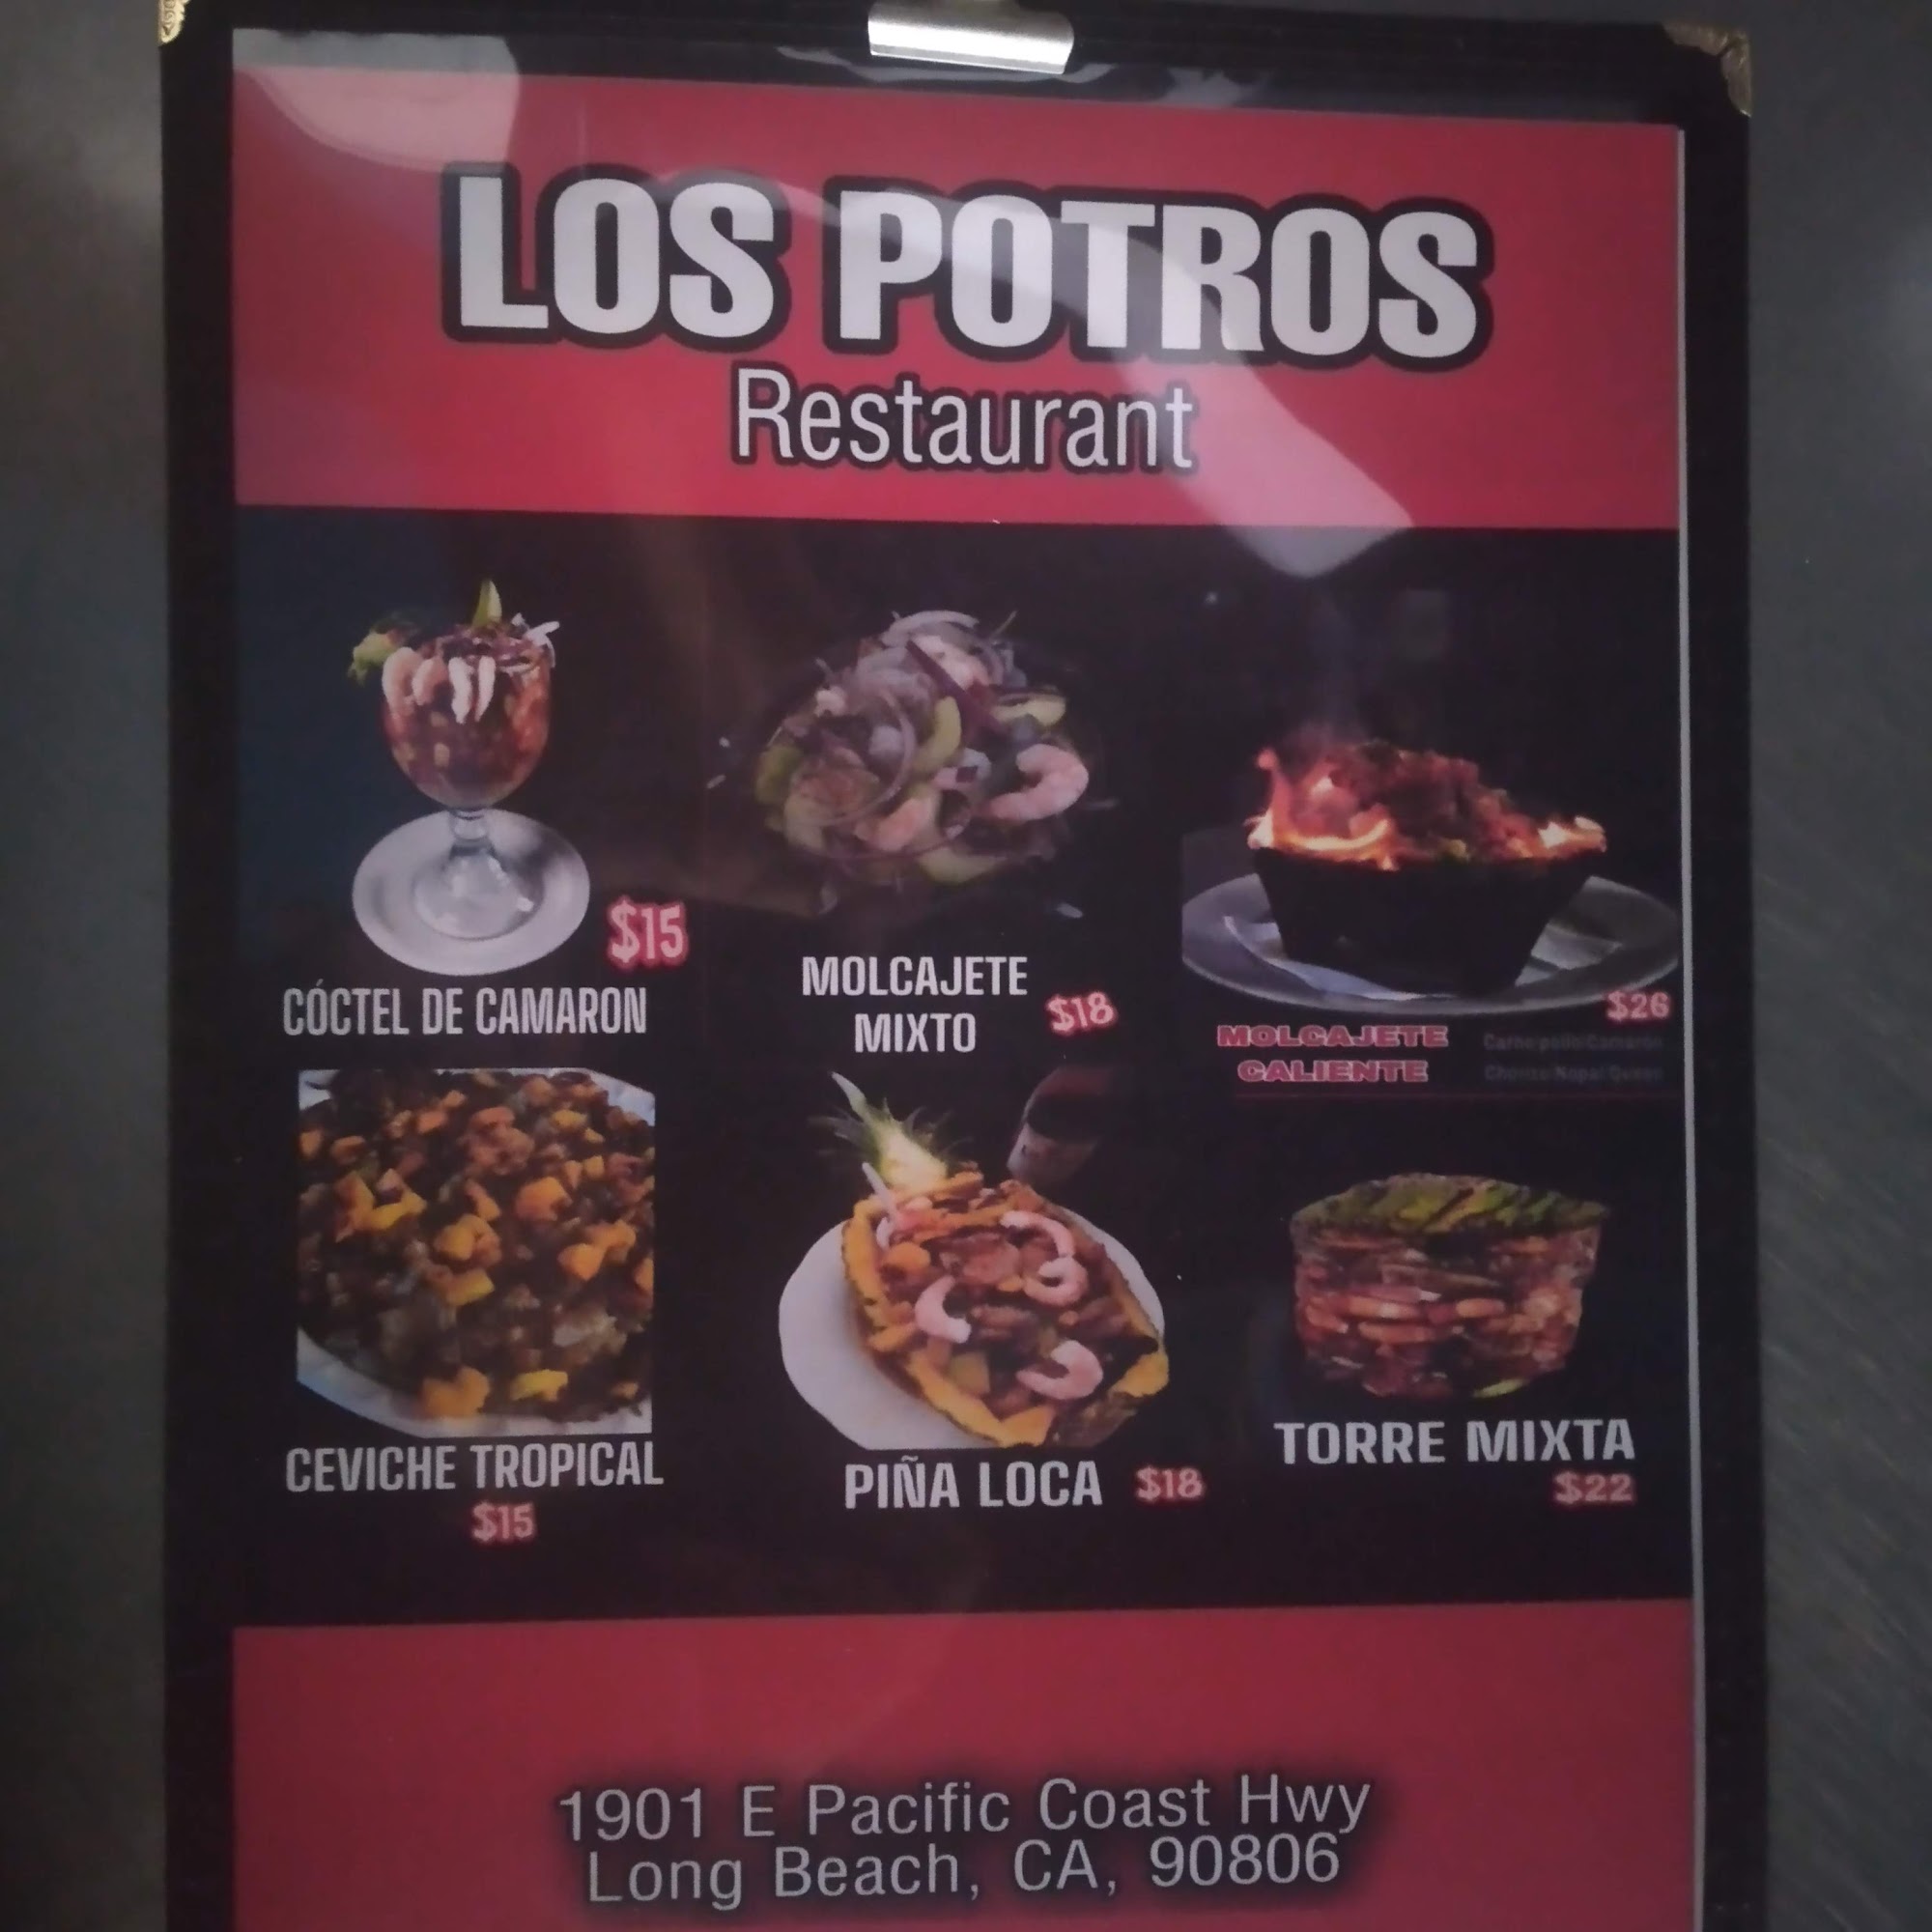 LOS POTROS
Restaurant
$15
CÓCTEL DE CAMARON
MOLCAJETE
MIXTO
$18
$26
MOLCAJETE
CALIENTE
CEVICHE TROPICAL
$15
PIÑA LOCA
$18
TORRE MIXTA
$22
1901 E Pacific Coast Hwy
Long Beach, CA, 90806